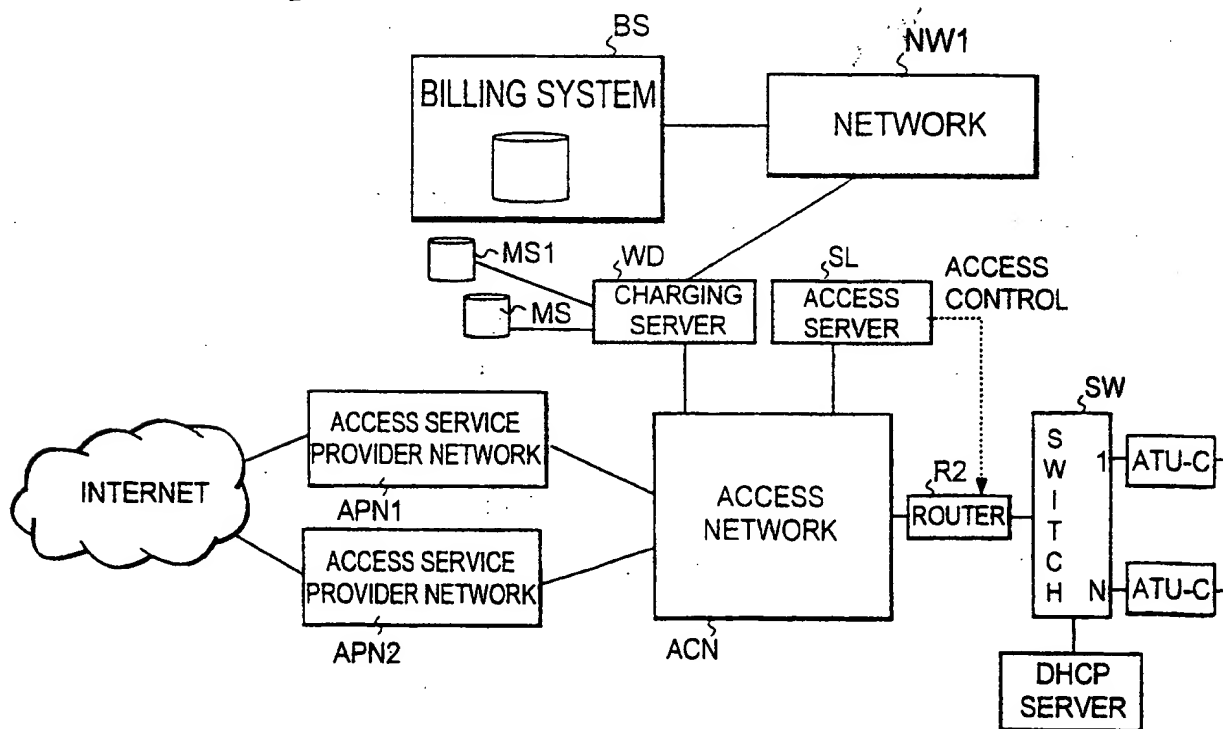 BS
NW1
BILLING SYSTEM
NETWORK
MS1
WD
SL
ACCESS
CONTROL
MS
CHARGING
SERVER
ACCESS
SERVER
SW
ACCESS SERVICE
PROVIDER NETWORK
APN1
INTERNET
ACCESS
NETWORK
R2
ROUTER
SWITCH
1
ATU-C
N
ATU-C
ACCESS SERVICE
PROVIDER NETWORK
APN2
ACN
DHCP
SERVER